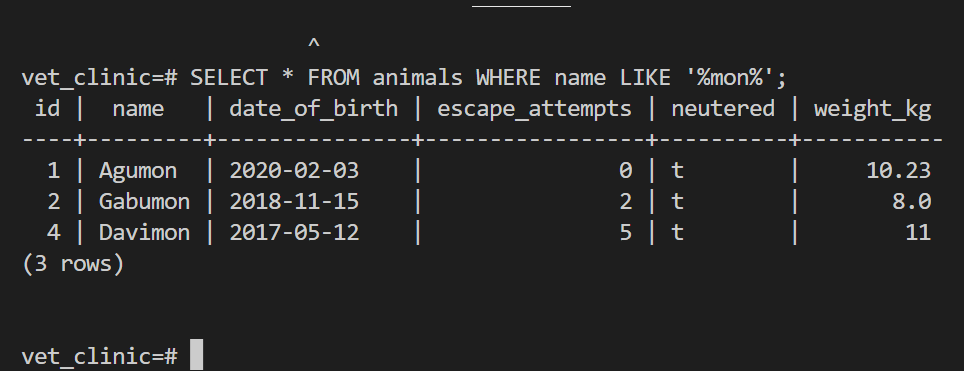 ^
vet_clinic=# SELECT * FROM animals WHERE name LIKE '%mon%';
 id |  name   | date_of_birth | escape_attempts | neutered | weight_kg
----+---------+---------------+-----------------+----------+-----------
  1 | Agumon  | 2020-02-03    |               0 | t        |     10.23
  2 | Gabumon | 2018-11-15    |               2 | t        |       8.0
  4 | Davimon | 2017-05-12    |               5 | t        |        11
(3 rows)
vet_clinic=#